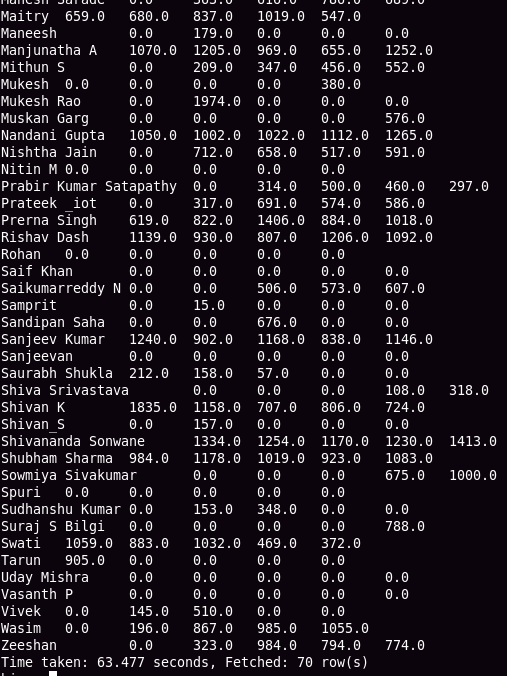 Manish Sarade 0.0 363.0 610.0 780.0 689.0
Maitry 659.0 680.0 837.0 1019.0 547.0
Maneesh 0.0 179.0 0.0 0.0 0.0
Manjunatha A 1070.0 1205.0 969.0 655.0 1252.0
Mithun S 0.0 209.0 347.0 456.0 552.0
Mukesh 0.0 0.0 0.0 0.0 380.0
Mukesh Rao 0.0 1974.0 0.0 0.0 0.0
Muskan Garg 0.0 0.0 0.0 0.0 576.0
Nandani Gupta 1050.0 1002.0 1022.0 1112.0 1265.0
Nishtha Jain 0.0 712.0 658.0 517.0 591.0
Nitin M 0.0 0.0 0.0 0.0 0.0
Prabir Kumar Satapathy 0.0 314.0 500.0 460.0 297.0
Prateek _iot 0.0 317.0 691.0 574.0 586.0
Prerna Singh 619.0 822.0 1406.0 884.0 1018.0
Rishav Dash 1139.0 930.0 807.0 1206.0 1092.0
Rohan 0.0 0.0 0.0 0.0 0.0
Saif Khan 0.0 0.0 0.0 0.0 0.0
Saikumarreddy N 0.0 0.0 506.0 573.0 607.0
Samprit 0.0 15.0 0.0 0.0 0.0
Sandipan Saha 0.0 0.0 676.0 0.0 0.0
Sanjeev Kumar 1240.0 902.0 1168.0 838.0 1146.0
Sanjeevan 0.0 0.0 0.0 0.0 0.0
Saurabh Shukla 212.0 158.0 57.0 0.0 0.0
Shiva Srivastava 0.0 0.0 0.0 108.0 318.0
Shivan K 1835.0 1158.0 707.0 806.0 724.0
Shivan_S 0.0 157.0 0.0 0.0 0.0
Shivananda Sonwane 1334.0 1254.0 1170.0 1230.0 1413.0
Shubham Sharma 984.0 1178.0 1019.0 923.0 1083.0
Sowmiya Sivakumar 0.0 0.0 0.0 675.0 1000.0
Spuri 0.0 0.0 0.0 0.0 0.0
Sudhanshu Kumar 0.0 153.0 348.0 0.0 0.0
Suraj S Bilgi 0.0 0.0 0.0 0.0 788.0
Swati 1059.0 883.0 1032.0 469.0 372.0
Tarun 905.0 0.0 0.0 0.0 0.0
Uday Mishra 0.0 0.0 0.0 0.0 0.0
Vasanth P 0.0 0.0 0.0 0.0 0.0
Vivek 0.0 145.0 510.0 0.0 0.0
Wasim 0.0 196.0 867.0 985.0 1055.0
Zeeshan 0.0 323.0 984.0 794.0 774.0
Time taken: 63.477 seconds, Fetched: 70 row(s)